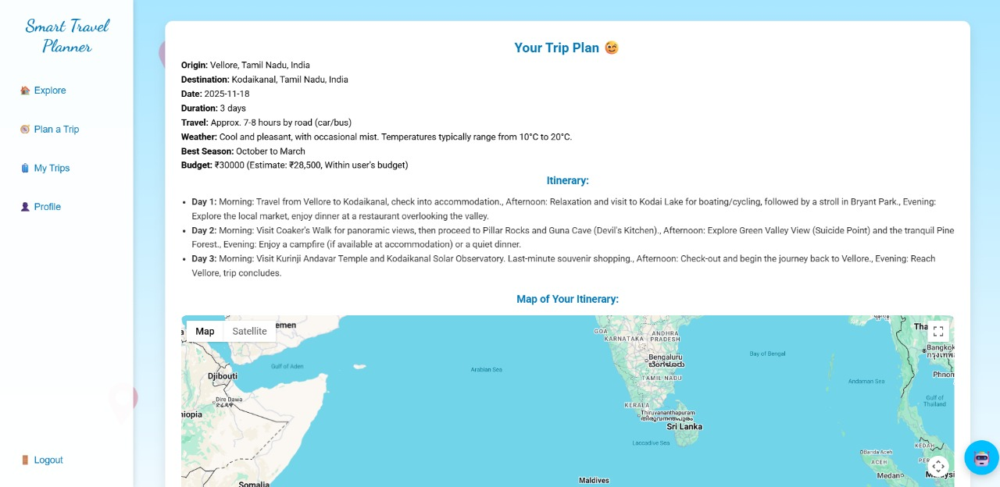 Smart Travel
Planner
Explore
Plan a Trip
My Trips
Profile
Logout
Your Trip Plan 😊
Origin: Vellore, Tamil Nadu, India
Destination: Kodaikanal, Tamil Nadu, India
Date: 2025-11-18
Duration: 3 days
Travel: Approx. 7-8 hours by road (car/bus)
Weather: Cool and pleasant, with occasional mist. Temperatures typically range from 10°C to 20°C.
Best Season: October to March
Budget: ₹30000 (Estimate: ₹28,500, Within user's budget)
Itinerary:
• Day 1: Morning: Travel from Vellore to Kodaikanal, check into accommodation., Afternoon: Relaxation and visit to Kodai Lake for boating/cycling, followed by a stroll in Bryant Park., Evening:
Explore the local market, enjoy dinner at a restaurant overlooking the valley.
• Day 2: Morning: Visit Coaker's Walk for panoramic views, then proceed to Pillar Rocks and Guna Cave (Devil's Kitchen)., Afternoon: Explore Green Valley View (Suicide Point) and the tranquil Pine
Forest., Evening: Enjoy a campfire (if available at accommodation) or a quiet dinner.
• Day 3: Morning: Visit Kurinji Andavar Temple and Kodaikanal Solar Observatory. Last-minute souvenir shopping., Afternoon: Check-out and begin the journey back to Vellore., Evening: Reach
Vellore, trip concludes.
Map of Your Itinerary:
Map
Satellite
emen
Gulf of Aden
Djibouti
Dire Dawa
ድሬዳዋ
hiopia
Somalia
Arabian Sea
GOA
KARNATAKA
ANDHRA
PRADESH
Bengaluru
ಬೆಂಗಳೂರು
TAMIL NADU
KERALA
Thiruvananthapuram
തിരുവനന്തപുരം
Sri Lanka
Laccadive Sea
Maldives
Bay of Bengal
Andaman Sea
Tha
Bangkok
กรุงเทพม
Phnom
Gulf of
Thailand
KEDAH
Banda Aceh
ACEH
Medan
PER
Malaysia